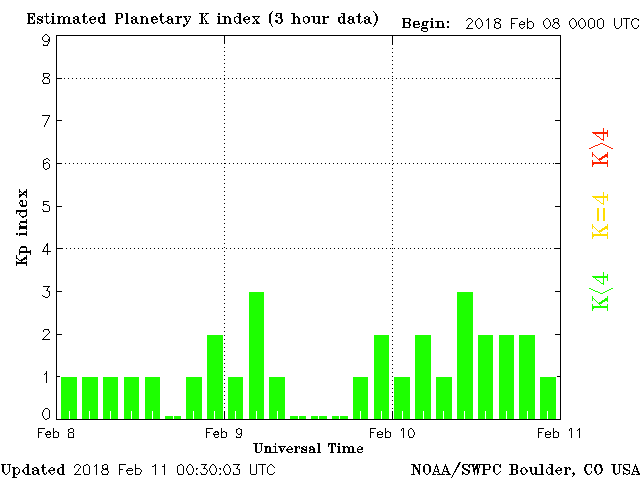 Estimated Planetary K index (3 hour data) Begin: 2018 Feb 08 0000 UTC
9
8
7
6
5
4
3
2
1
0
Kp index
K>4
K=4
K<4
Feb 8 Feb 9 Feb 10 Feb 11
Universal Time
Updated 2018 Feb 11 00:30:03 UTC NOAA/SWPC Boulder, CO USA